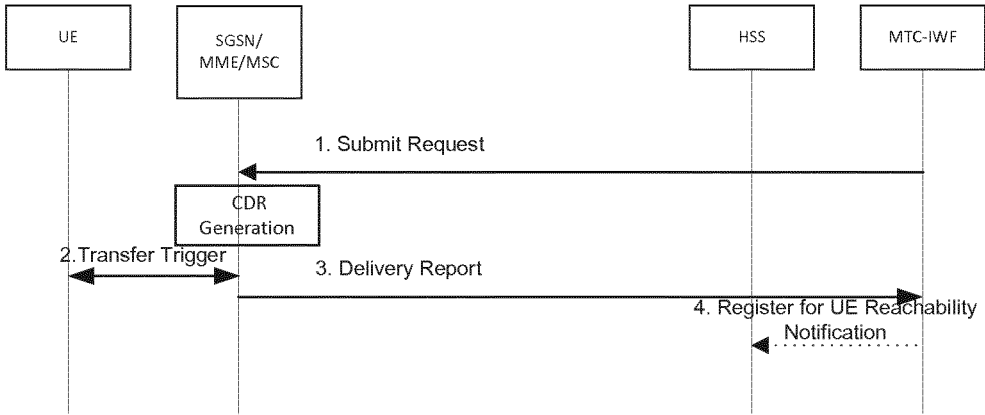 UE
SGSN/
MME/MSC
HSS
MTC-IWF
1. Submit Request
CDR
Generation
2.Transfer Trigger
3. Delivery Report
4. Register for UE Reachability
Notification